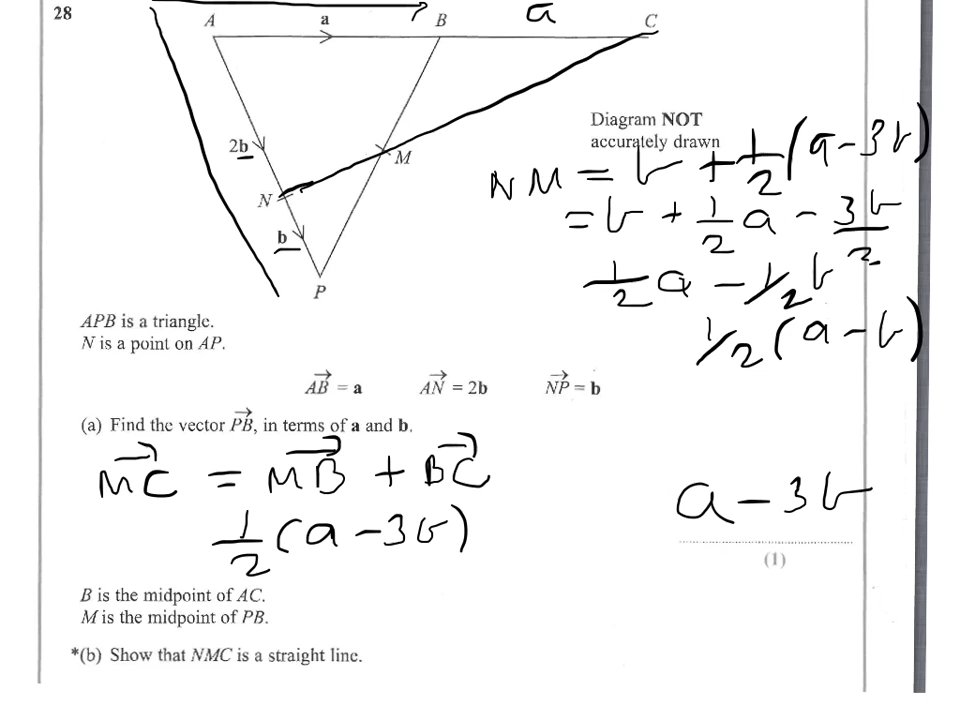 28
A a B a C
Diagram NOT
accurately drawn
2b
M
N
b
P
NM = b + 1/2 (a - 3b)
= b + 1/2 a - 3b/2
1/2 a - 1/2 b
1/2 (a - b)
APB is a triangle.
N is a point on AP.
AB⃗ = a AN⃗ = 2b NP⃗ = b
(a) Find the vector PB⃗, in terms of a and b.
MC⃗ = MB⃗ + BC⃗
1/2 (a - 3b)
a - 3b
(1)
B is the midpoint of AC.
M is the midpoint of PB.
*(b) Show that NMC is a straight line.